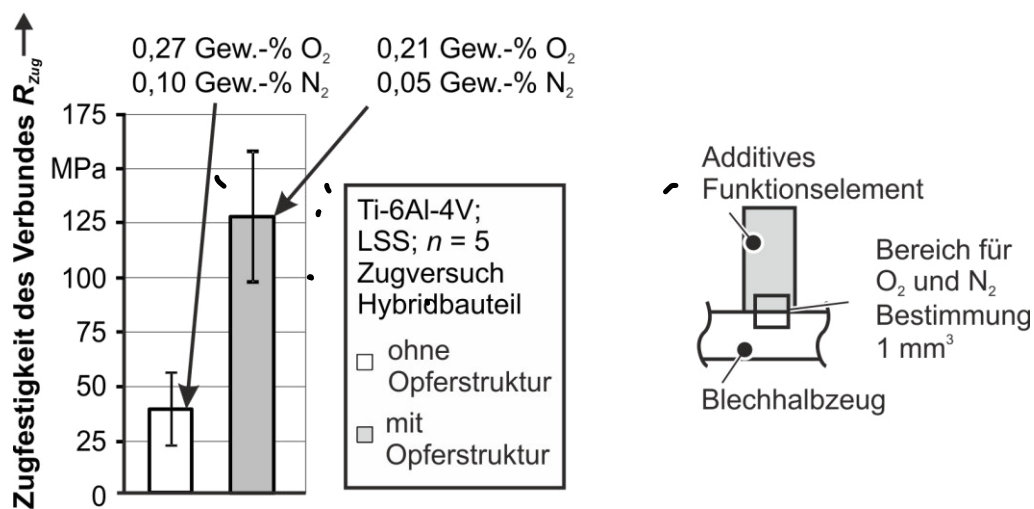 Zugfestigkeit des Verbundes R_Zug
0,27 Gew.-% O₂
0,10 Gew.-% N₂
0,21 Gew.-% O₂
0,05 Gew.-% N₂
175
MPa
125
100
75
50
25
0
Ti-6Al-4V;
LSS; n = 5
Zugversuch
Hybridbauteil
ohne
Opferstruktur
mit
Opferstruktur
Additives
Funktionselement
Bereich für
O₂ und N₂
Bestimmung
1 mm³
Blechhalbzeug